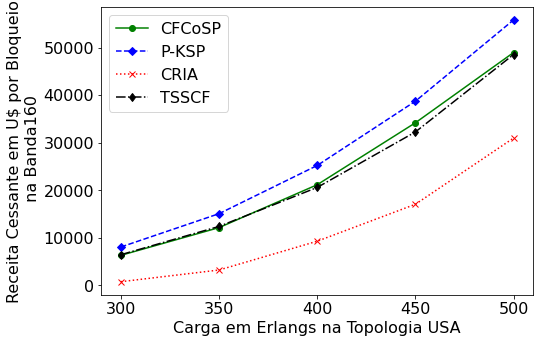 Receita Cessante em U$ por Bloqueio
na Banda160
50000
40000
30000
20000
10000
0
CFCoSP
P-KSP
CRIA
TSSCF
300 350 400 450 500
Carga em Erlangs na Topologia USA